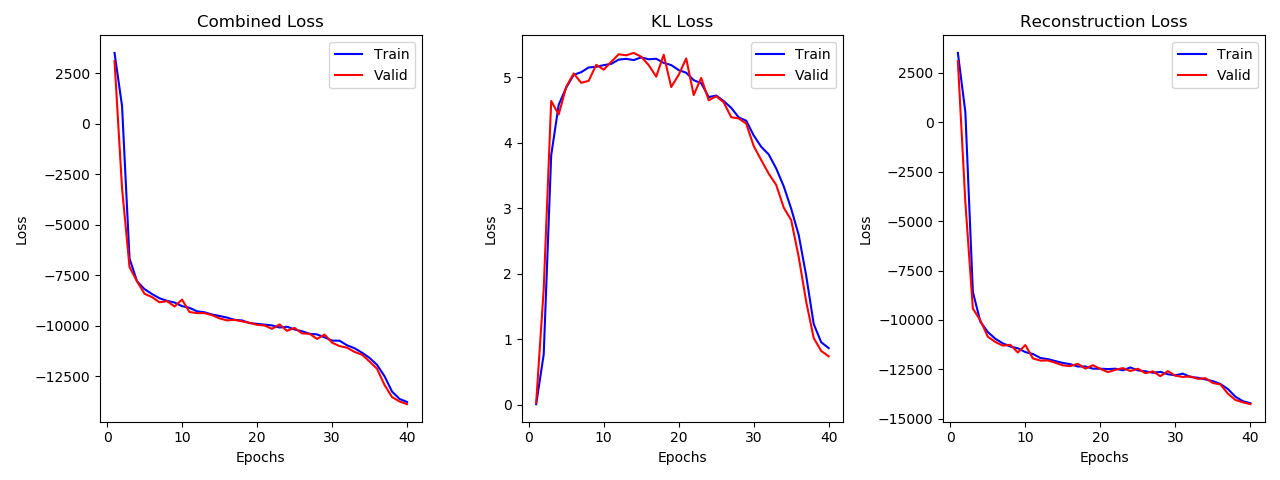 Combined Loss
Train
Valid
2500
0
−2500
−5000
−7500
−10000
−12500
Loss
0
10
20
30
40
Epochs
KL Loss
Train
Valid
5
4
3
2
1
0
Loss
0
10
20
30
40
Epochs
Reconstruction Loss
Train
Valid
2500
0
−2500
−5000
−7500
−10000
−12500
−15000
Loss
0
10
20
30
40
Epochs